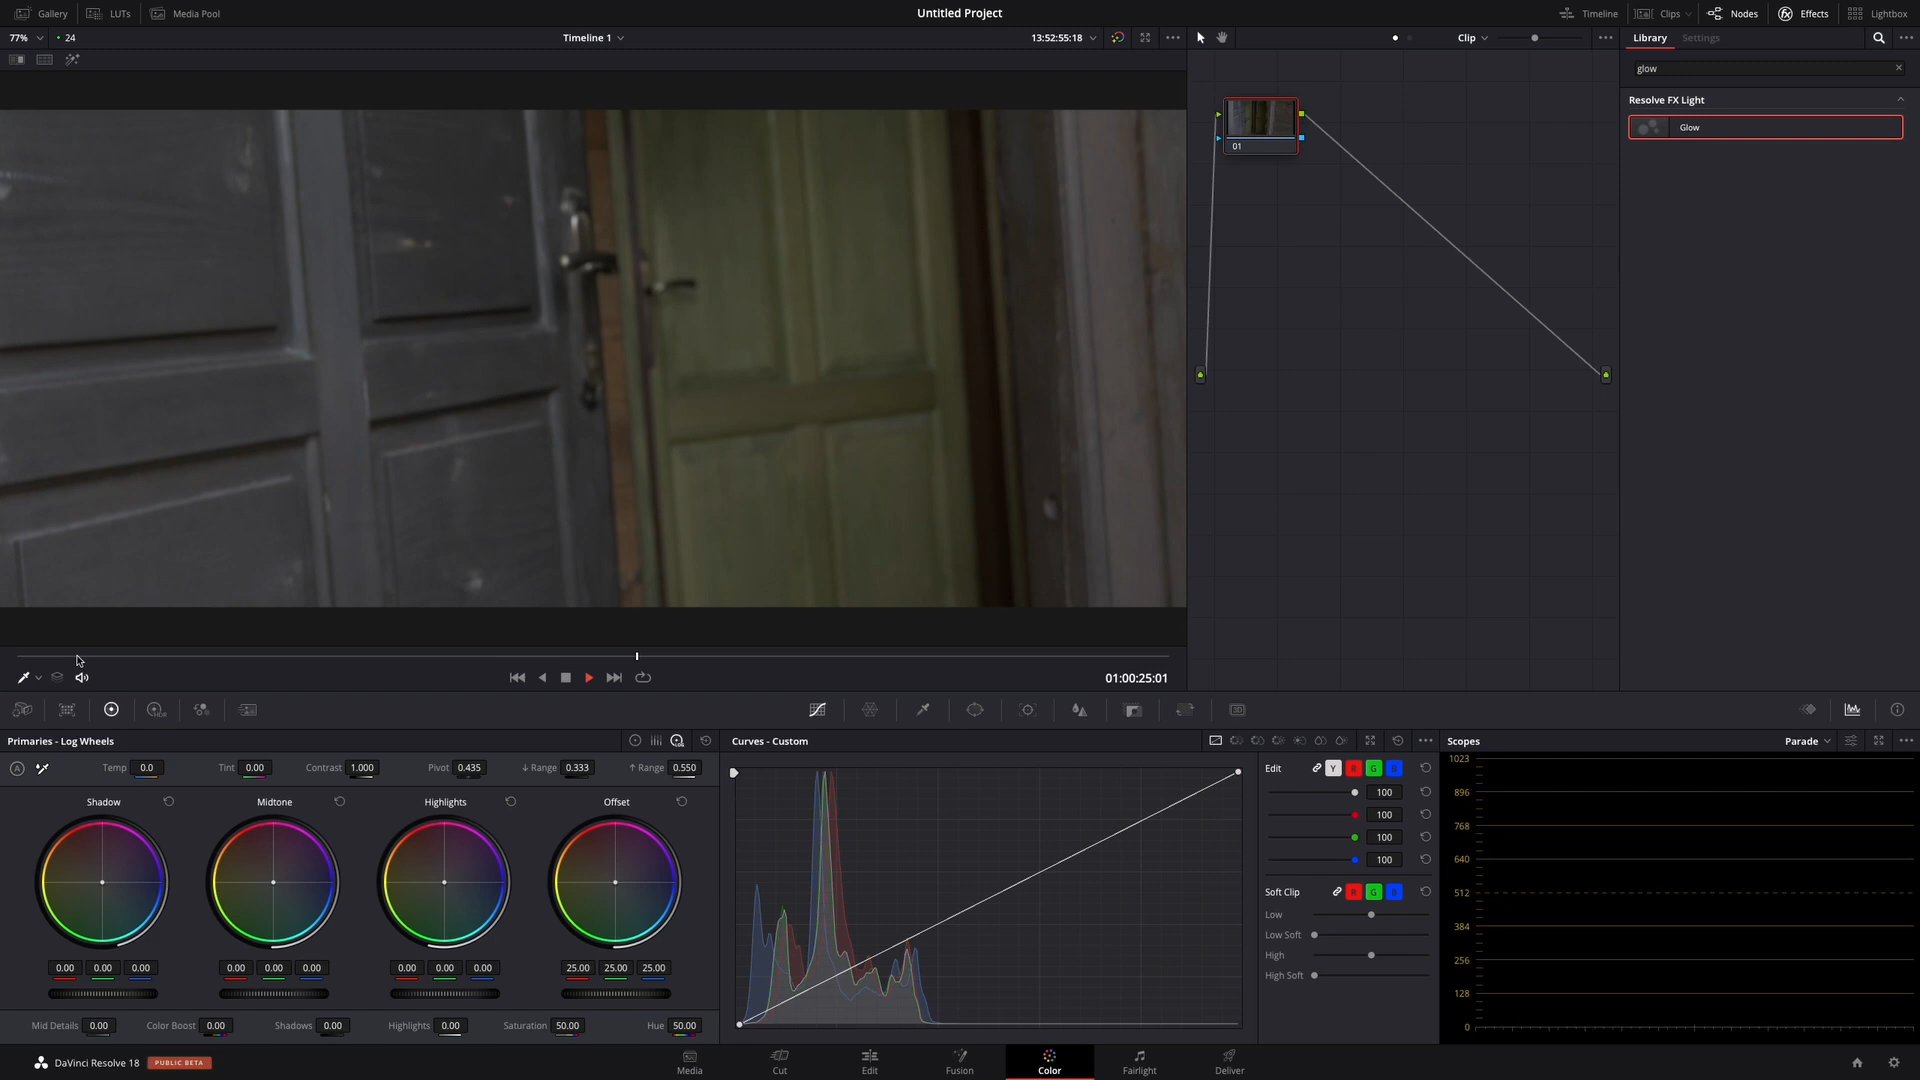 Gallery LUTs Media Pool Untitled Project Timeline Clips Nodes Effects Lightbox
77% 24 Timeline 1 13:52:55:18 Clip Library Settings
glow
Resolve FX Light
Glow
01
01:00:25:01
Primaries - Log Wheels Curves - Custom Scopes Parade
Temp 0.0 Tint 0.00 Contrast 1.000 Pivot 0.435 ↓ Range 0.333 ↑ Range 0.550
Shadow Midtone Highlights Offset
0.00 0.00 0.00 0.00 0.00 0.00 0.00 0.00 0.00 25.00 25.00 25.00
Mid Details 0.00 Color Boost 0.00 Shadows 0.00 Highlights 0.00 Saturation 50.00 Hue 50.00
Edit Y R G B
100
100
100
100
Soft Clip R G B
Low
Low Soft
High
High Soft
1023
896
768
640
512
384
256
128
0
DaVinci Resolve 18 PUBLIC BETA Media Cut Edit Fusion Color Fairlight Deliver